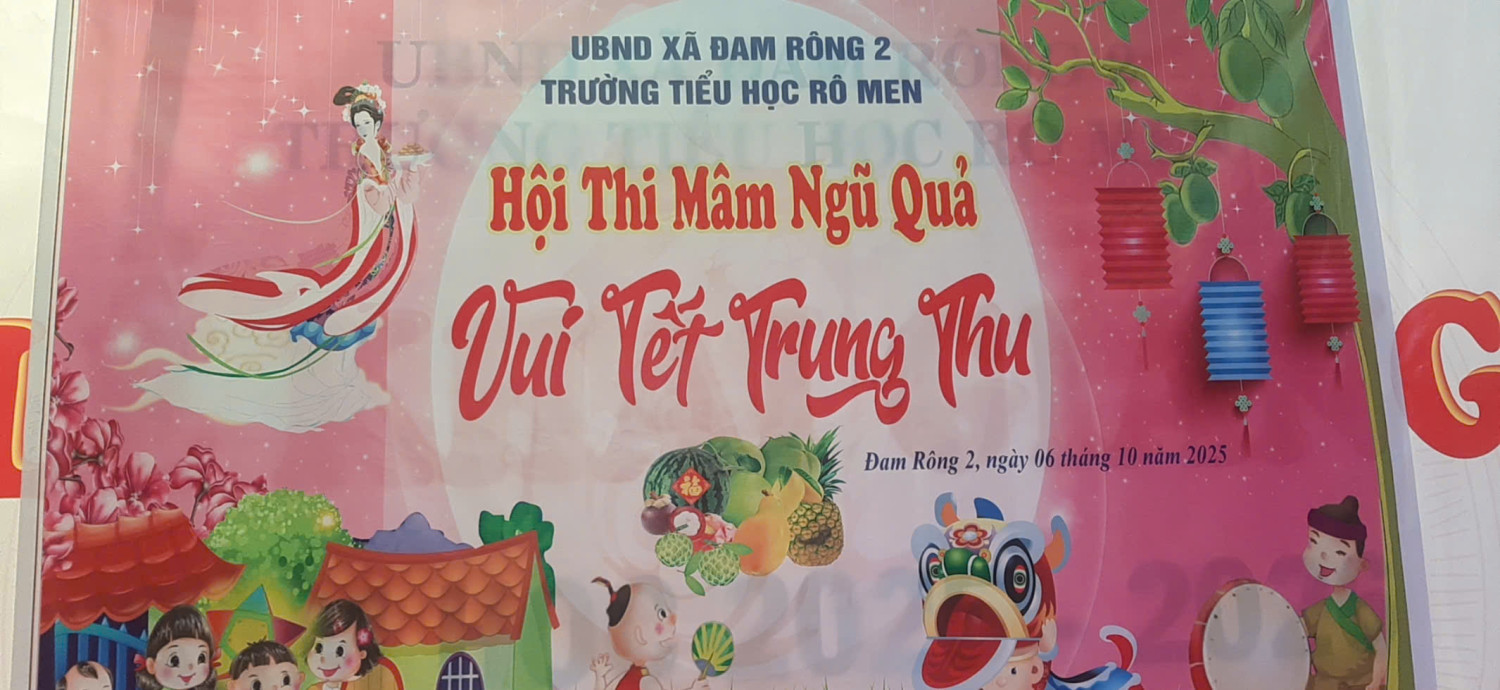 UBND XÃ ĐAM RÔNG 2
TRƯỜNG TIỂU HỌC RÔ MEN
Hội Thi Mâm Ngũ Quả
Vui Tết Trung Thu
Đam Rông 2, ngày 06 tháng 10 năm 2025
福
G